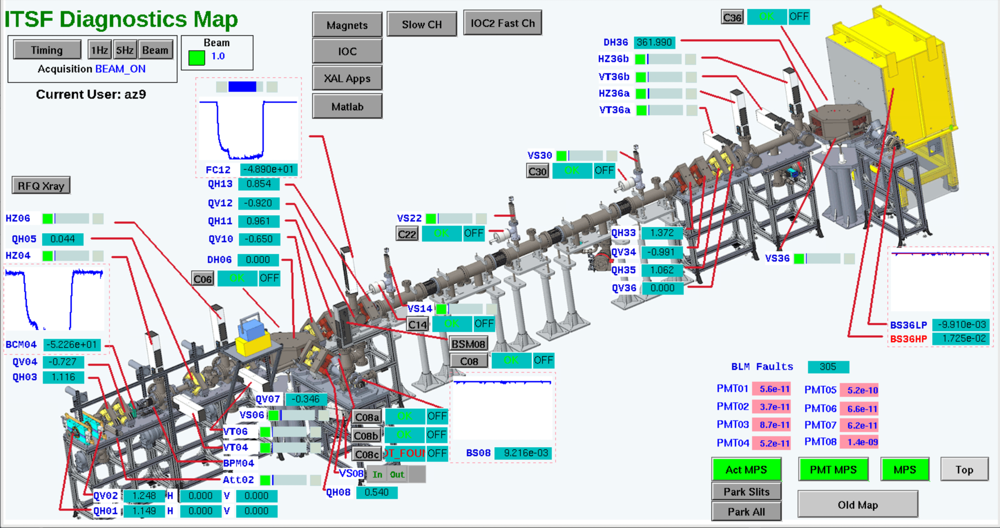 ITSF Diagnostics Map
Timing 1Hz 5Hz Beam
Acquisition BEAM_ON
Beam
1.0
Current User: az9
Magnets
Slow CH
IOC2 Fast Ch
IOC
XAL Apps
Matlab
C36 OK OFF
DH36 361.990
HZ36b
VT36b
HZ36a
VT36a
FC12 -4.890e+01
QH13 0.854
QV12 -0.920
QH11 0.961
QV10 -0.650
DH06 0.000
C06 OK OFF
RFQ Xray
HZ06
QH05 0.044
HZ04
BCM04 -5.226e+01
QV04 -0.727
QH03 1.116
VS30
C30 OK OFF
VS22
C22 OK OFF
VS14
C14 OK OFF
BSM08
C08 OK OFF
QH33 1.372
QV34 -0.991
QH35 1.062
QV36 0.000
VS36
BS36LP -9.910e-03
BS36HP 1.725e-02
QV07 -0.346
VS06
VT06
VT04
BPM04
Att02
C08a OK OFF
C08b OK OFF
C08c OT_FOUN OFF
VS08 In Out
QH08 0.540
BS08 9.216e-03
QV02 1.248 H 0.000 V 0.000
QH01 1.149 H 0.000 V 0.000
BLM Faults 305
PMT01 5.6e-11 PMT05 5.2e-10
PMT02 3.7e-11 PMT06 6.6e-11
PMT03 8.7e-11 PMT07 6.2e-11
PMT04 5.2e-11 PMT08 1.4e-09
Act MPS PMT MPS MPS Top
Park Slits
Park All
Old Map